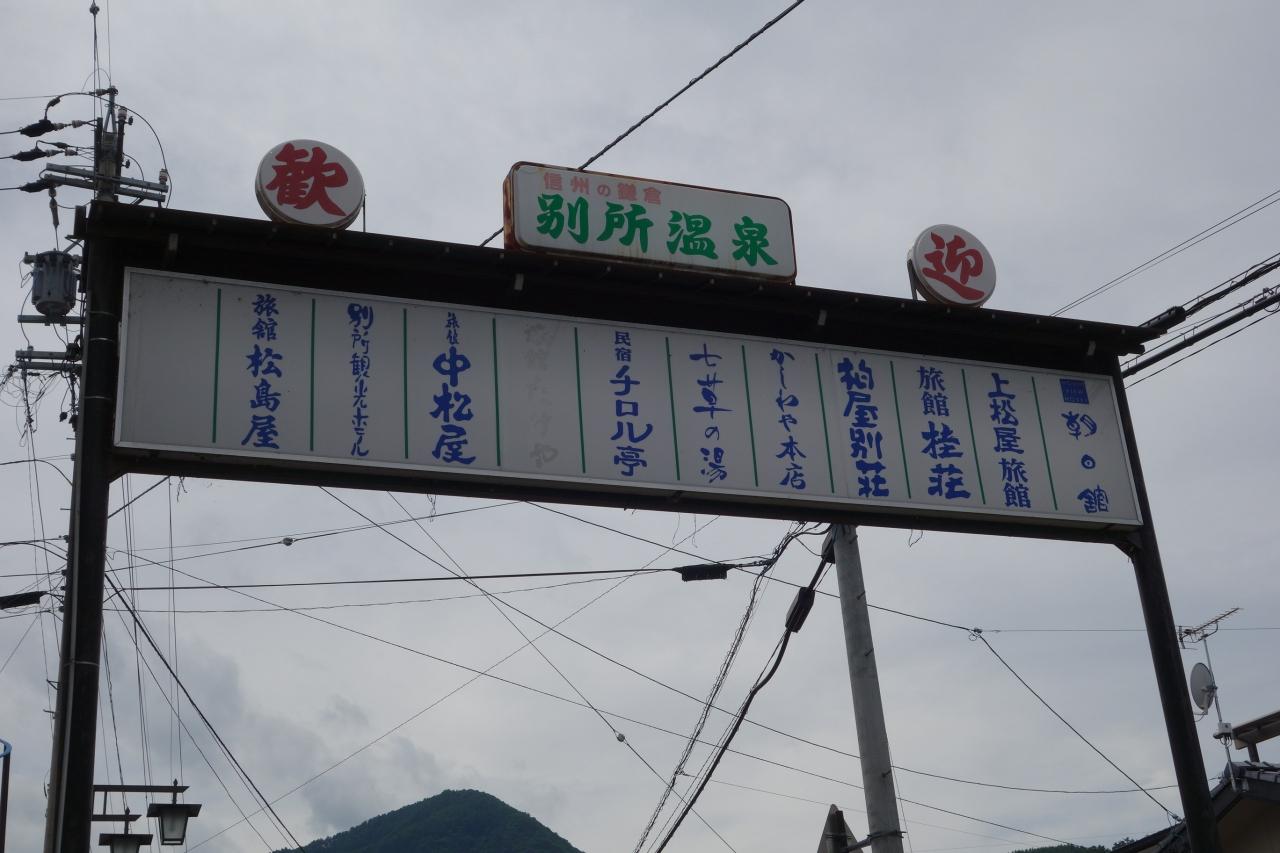 歓
信州の鎌倉
別所温泉
迎
VIEW HOTEL
朝日館
上松屋旅館
旅館 桂荘
柏屋別荘
かしわや本店
七草の湯
民宿 チロル亭
旅館 中松屋
別所観光ホテル
旅館 松島屋